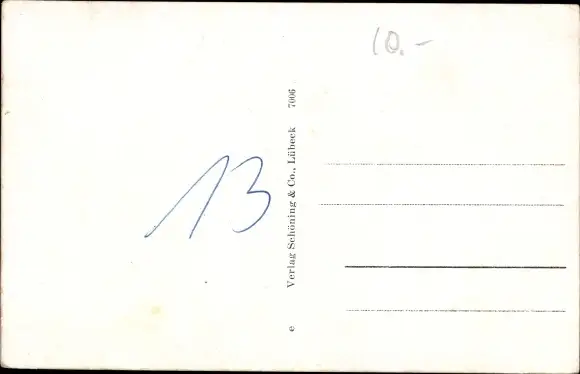 10.-
13
e Verlag Schöning & Co., Lübeck 7006